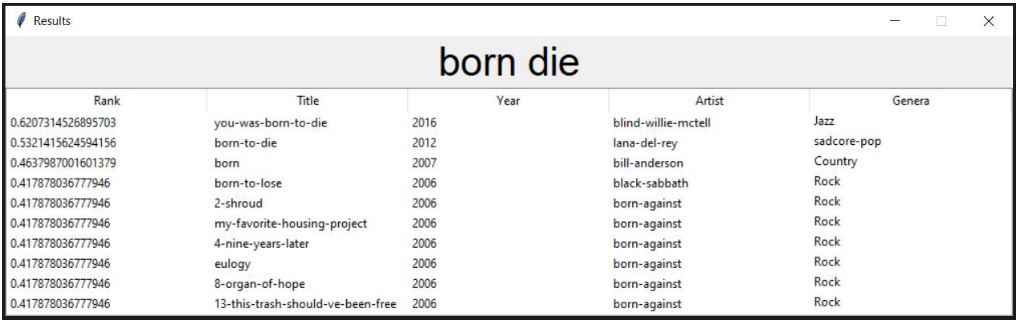 Results
born die
Rank Title Year Artist Genera
0.6207314526895703 you-was-born-to-die 2016 blind-willie-mctell Jazz
0.5321415624594156 born-to-die 2012 lana-del-rey sadcore-pop
0.4637987001601379 born 2007 bill-anderson Country
0.417878036777946 born-to-lose 2006 black-sabbath Rock
0.417878036777946 2-shroud 2006 born-against Rock
0.417878036777946 my-favorite-housing-project 2006 born-against Rock
0.417878036777946 4-nine-years-later 2006 born-against Rock
0.417878036777946 eulogy 2006 born-against Rock
0.417878036777946 8-organ-of-hope 2006 born-against Rock
0.417878036777946 13-this-trash-should-ve-been-free 2006 born-against Rock